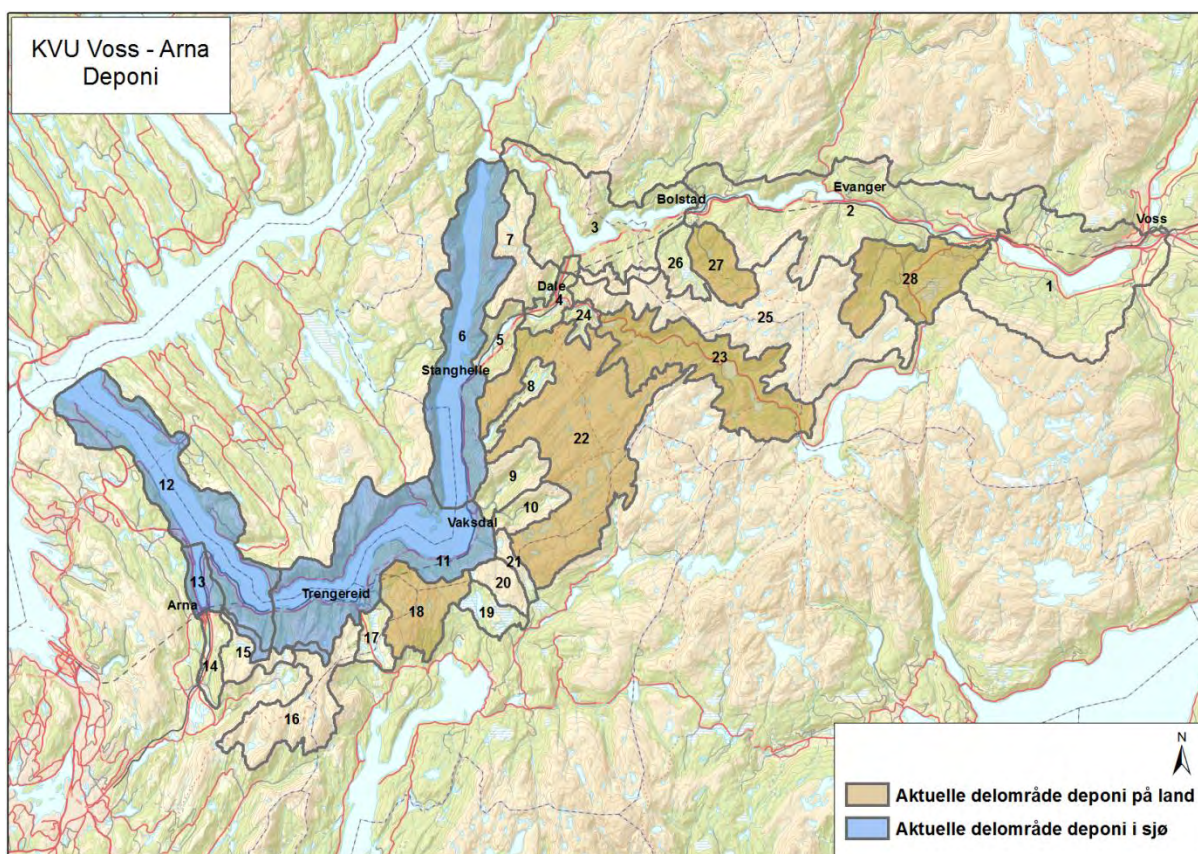 KVU Voss - Arna
Deponi
Evanger
Bolstad
2
Voss
3
7
26
27
28
1
Dale
4
24
25
6
5
23
Stanghelle
8
22
12
9
10
Vaksdal
11
21
13
Trengereid
20
Arna
18
19
17
15
14
16
N
Aktuelle delområde deponi på land
Aktuelle delområde deponi i sjø